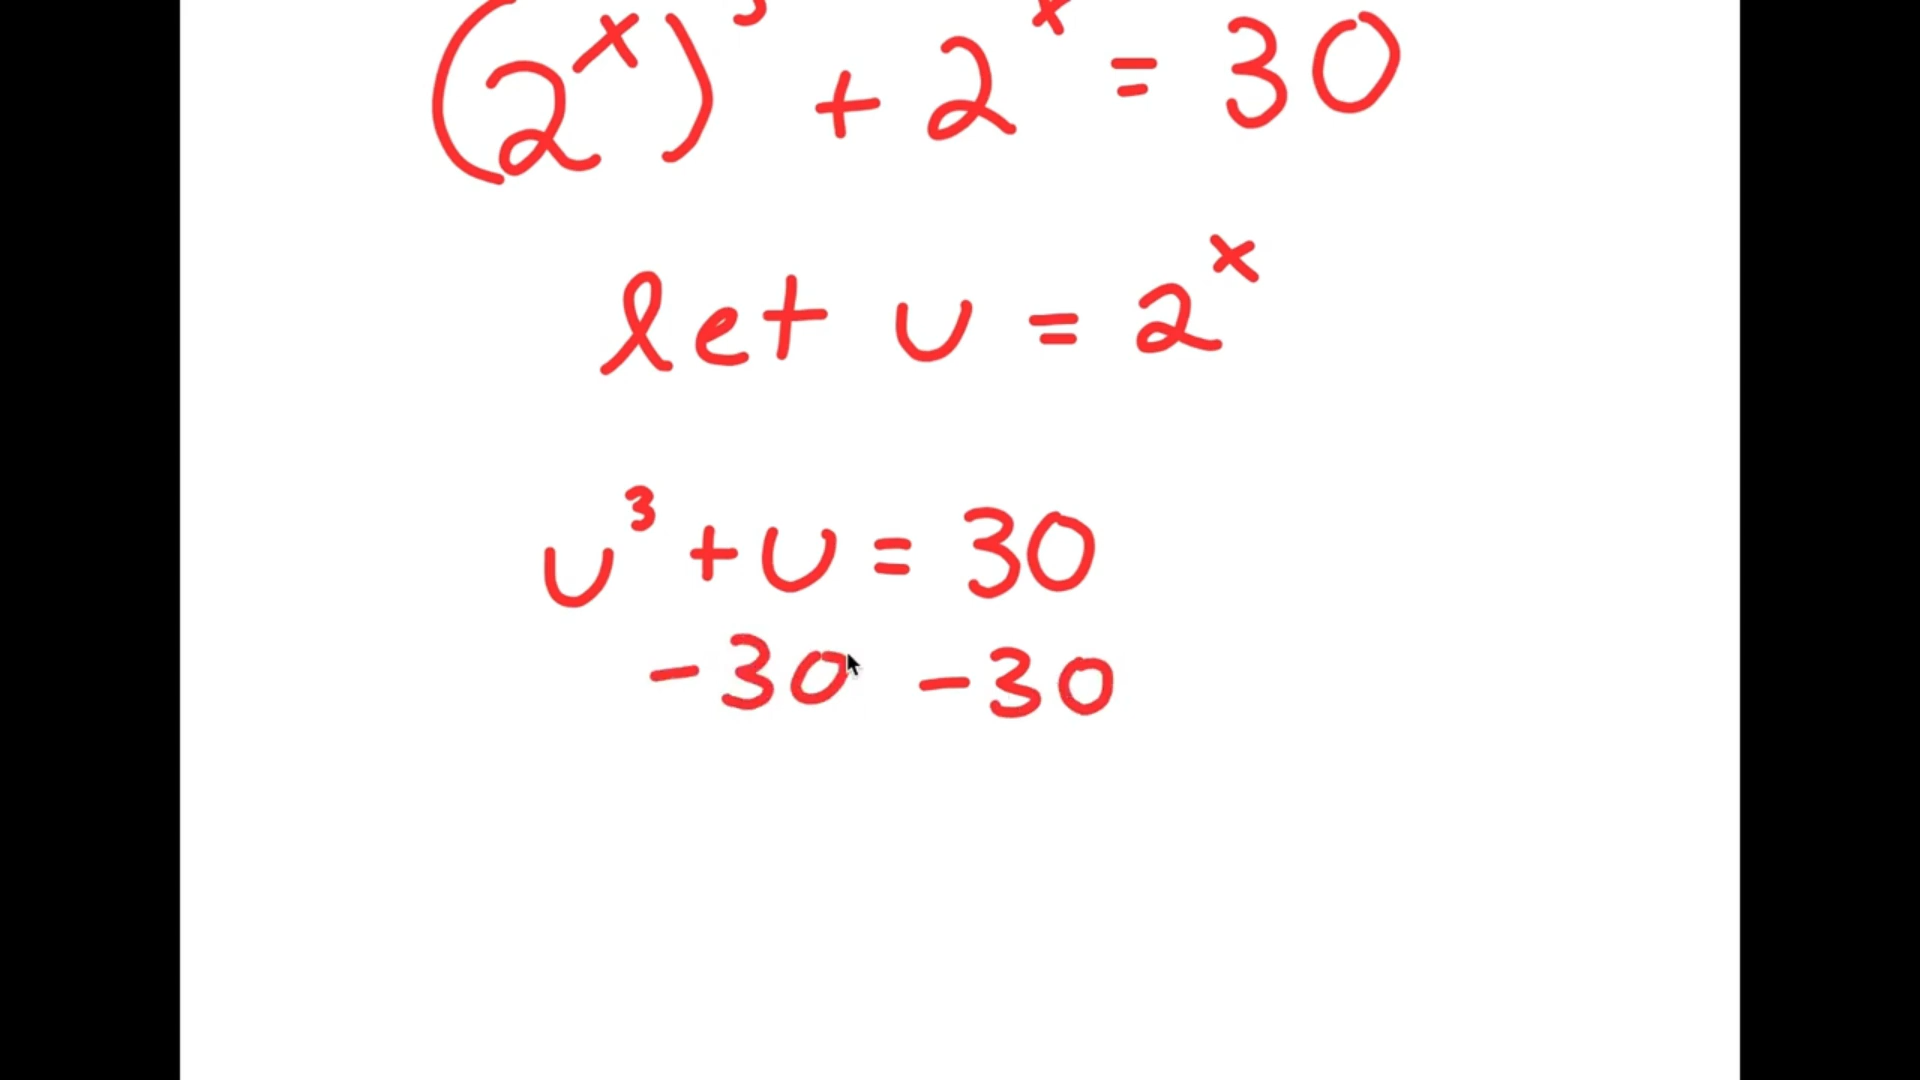 (2^x)^3 + 2^x = 30
let u = 2^x
u^3 + u = 30
-30 -30